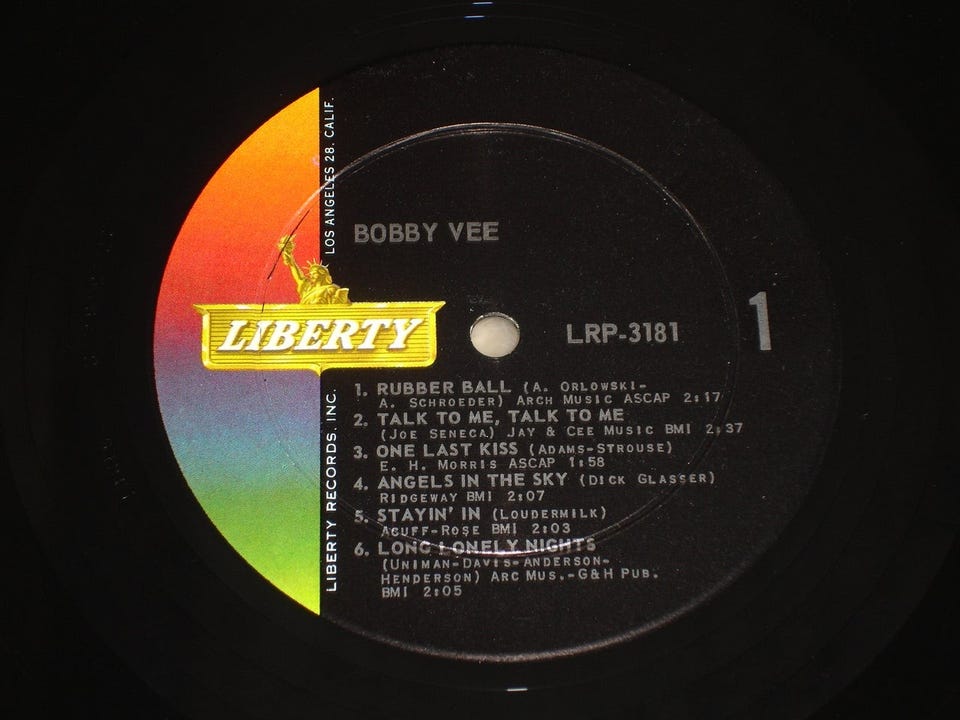 BOBBY VEE
LIBERTY
LRP-3181
1
1. RUBBER BALL (A. ORLOWSKI-
A. SCHROEDER) ARCH MUSIC ASCAP 2:17
2. TALK TO ME, TALK TO ME
(JOE SENECA) JAY & CEE MUSIC BMI 2:37
3. ONE LAST KISS (ADAMS-STROUSE)
E. H. MORRIS ASCAP 1:58
4. ANGELS IN THE SKY (DICK GLASSER)
RIDGEWAY BMI 2:07
5. STAYIN' IN (LOUDERMILK)
ACUFF-ROSE BMI 2:03
6. LONG LONELY NIGHTS
(UNIMAN-DAVIS-ANDERSON-
HENDERSON) ARC MUS.-G&H PUB.
BMI 2:05
LIBERTY RECORDS, INC. LOS ANGELES 28, CALIF.